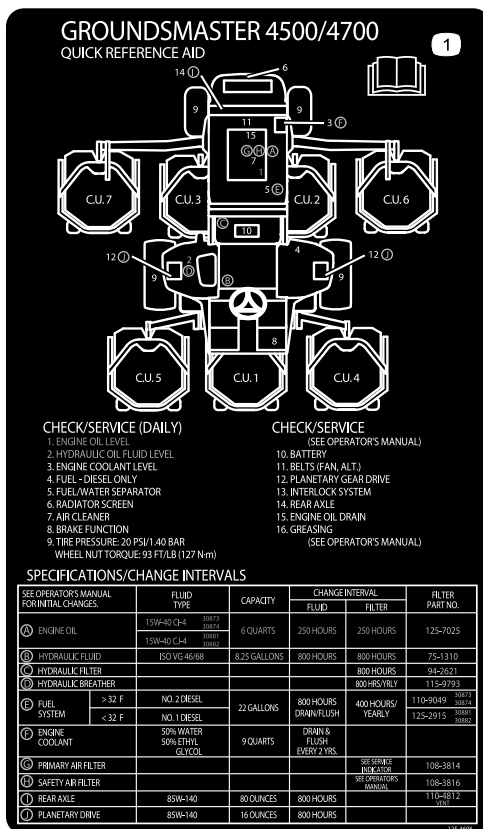 GROUNDSMASTER 4500/4700
QUICK REFERENCE AID
1
14 Ⓘ
6
9
9
11
15
3 Ⓕ
Ⓖ Ⓗ Ⓐ
7
1
5 Ⓔ
C.U. 7
C.U. 3
C.U. 2
C.U. 6
Ⓒ
10
12 Ⓙ
2
Ⓓ
4
12 Ⓙ
9
Ⓑ
9
8
C.U. 5
C.U. 1
C.U. 4
CHECK/SERVICE (DAILY)
1. ENGINE OIL LEVEL
2. HYDRAULIC OIL FLUID LEVEL
3. ENGINE COOLANT LEVEL
4. FUEL - DIESEL ONLY
5. FUEL/WATER SEPARATOR
6. RADIATOR SCREEN
7. AIR CLEANER
8. BRAKE FUNCTION
9. TIRE PRESSURE: 20 PSI/1.40 BAR
WHEEL NUT TORQUE: 93 FT/LB (127 N·m)
CHECK/SERVICE
(SEE OPERATOR'S MANUAL)
10. BATTERY
11. BELTS (FAN, ALT.)
12. PLANETARY GEAR DRIVE
13. INTERLOCK SYSTEM
14. REAR AXLE
15. ENGINE OIL DRAIN
16. GREASING
(SEE OPERATOR'S MANUAL)
SPECIFICATIONS/CHANGE INTERVALS
SEE OPERATOR'S MANUAL
FOR INITIAL CHANGES.
FLUID
TYPE
CAPACITY
CHANGE INTERVAL
FLUID
FILTER
FILTER
PART NO.
Ⓐ ENGINE OIL
15W-40 CI-4 30873
30874
15W-40 CJ-4 30881
30882
6 QUARTS
250 HOURS
250 HOURS
125-7025
Ⓑ HYDRAULIC FLUID ISO VG 46/68 8.25 GALLONS 800 HOURS 800 HOURS 75-1310
Ⓒ HYDRAULIC FILTER 800 HOURS 94-2621
Ⓓ HYDRAULIC BREATHER 800 HRS/YRLY 115-9793
Ⓔ FUEL
SYSTEM
> 32 F NO. 2 DIESEL
< 32 F NO. 1 DIESEL
22 GALLONS
800 HOURS
DRAIN/FLUSH
400 HOURS/
YEARLY
110-9049 30873
30874
125-2915 30881
30882
Ⓕ ENGINE
COOLANT
50% WATER
50% ETHYL
GLYCOL
9 QUARTS
DRAIN &
FLUSH
EVERY 2 YRS.
Ⓖ PRIMARY AIR FILTER
SEE SERVICE
INDICATOR
108-3814
Ⓗ SAFETY AIR FILTER
SEE OPERATOR'S
MANUAL
108-3816
Ⓘ REAR AXLE 85W-140 80 OUNCES 800 HOURS
110-4812
VENT
Ⓙ PLANETARY DRIVE 85W-140 16 OUNCES 800 HOURS
125-4606